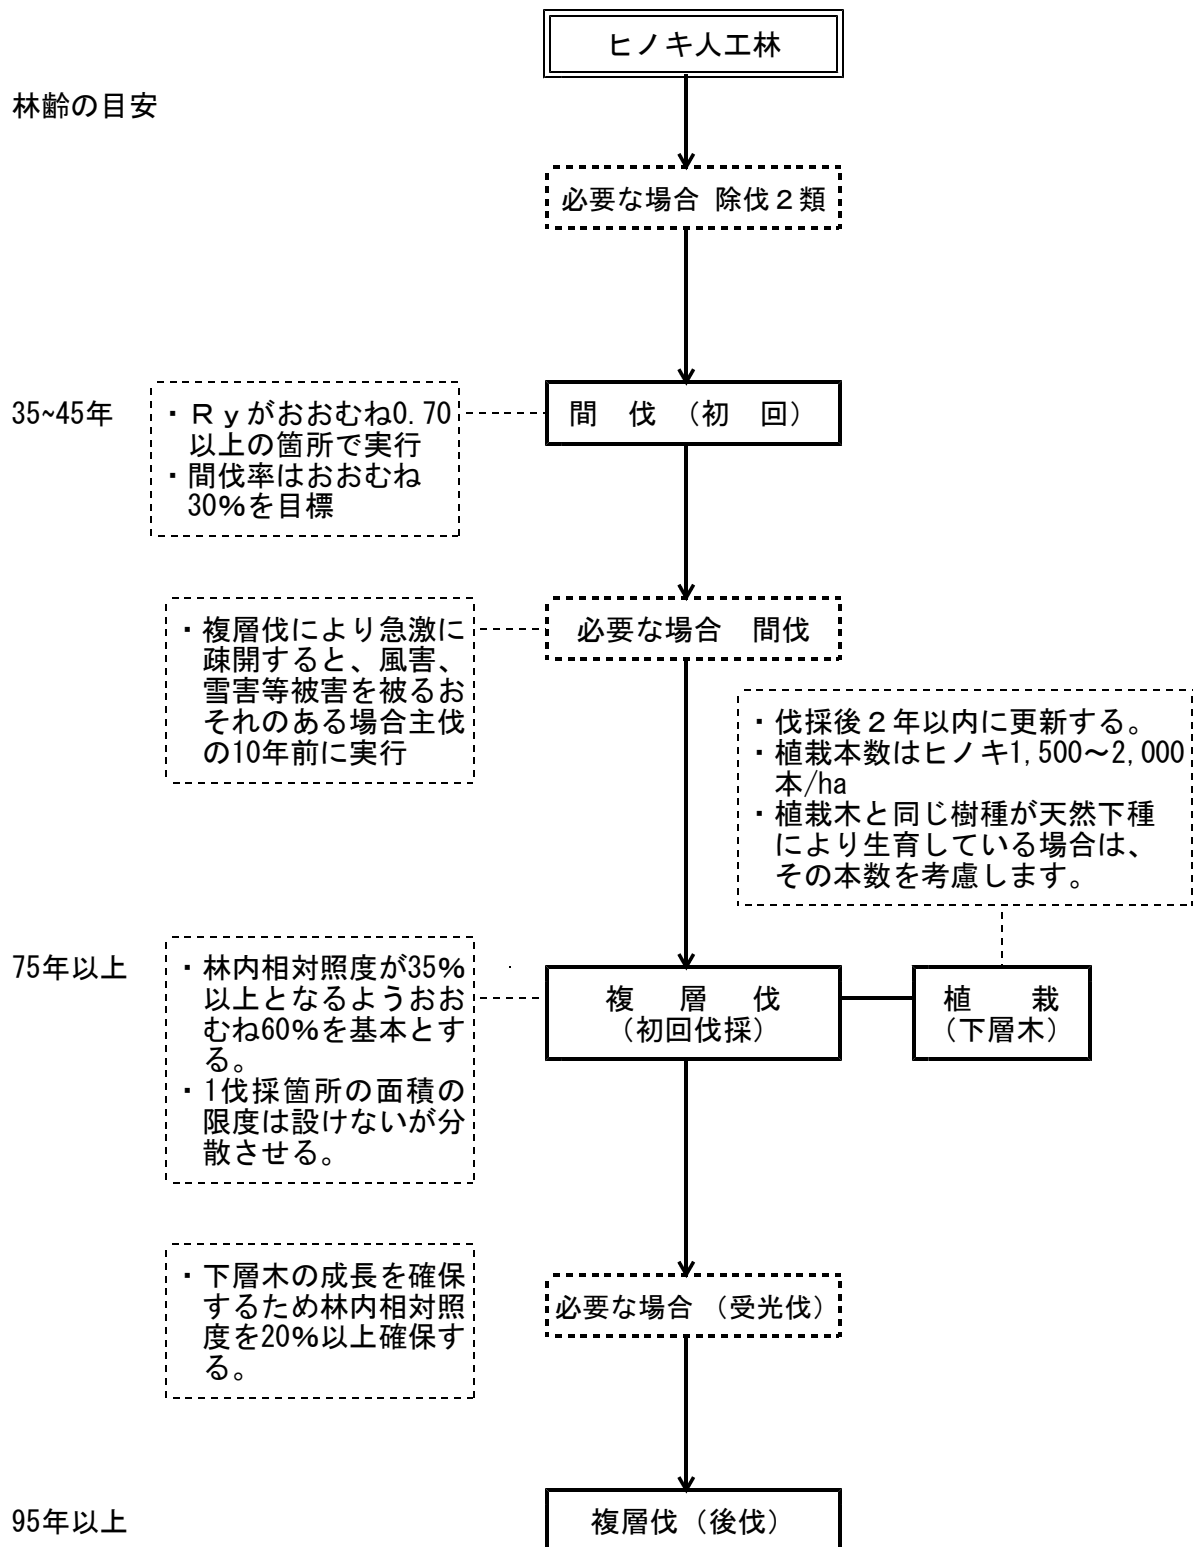 ヒノキ人工林
林齢の目安
必要な場合 除伐２類
35~45年
・Ｒｙがおおむね0.70
以上の箇所で実行
・間伐率はおおむね
30%を目標
間　伐 （初　回）
・複層伐により急激に
疎開すると、風害、
雪害等被害を被るお
それのある場合主伐
の10年前に実行
必要な場合　間伐
・伐採後２年以内に更新する。
・植栽本数はヒノキ1,500～2,000
本/ha
・植栽木と同じ樹種が天然下種
により生育している場合は、
その本数を考慮します。
75年以上
・林内相対照度が35%
以上となるようおお
むね60%を基本とす
る。
・1伐採箇所の面積の
限度は設けないが分
散させる。
複　層　伐
（初回伐採）
植　　栽
（下層木）
・下層木の成長を確保
するため林内相対照
度を20%以上確保す
る。
必要な場合 （受光伐）
95年以上
複層伐（後伐）